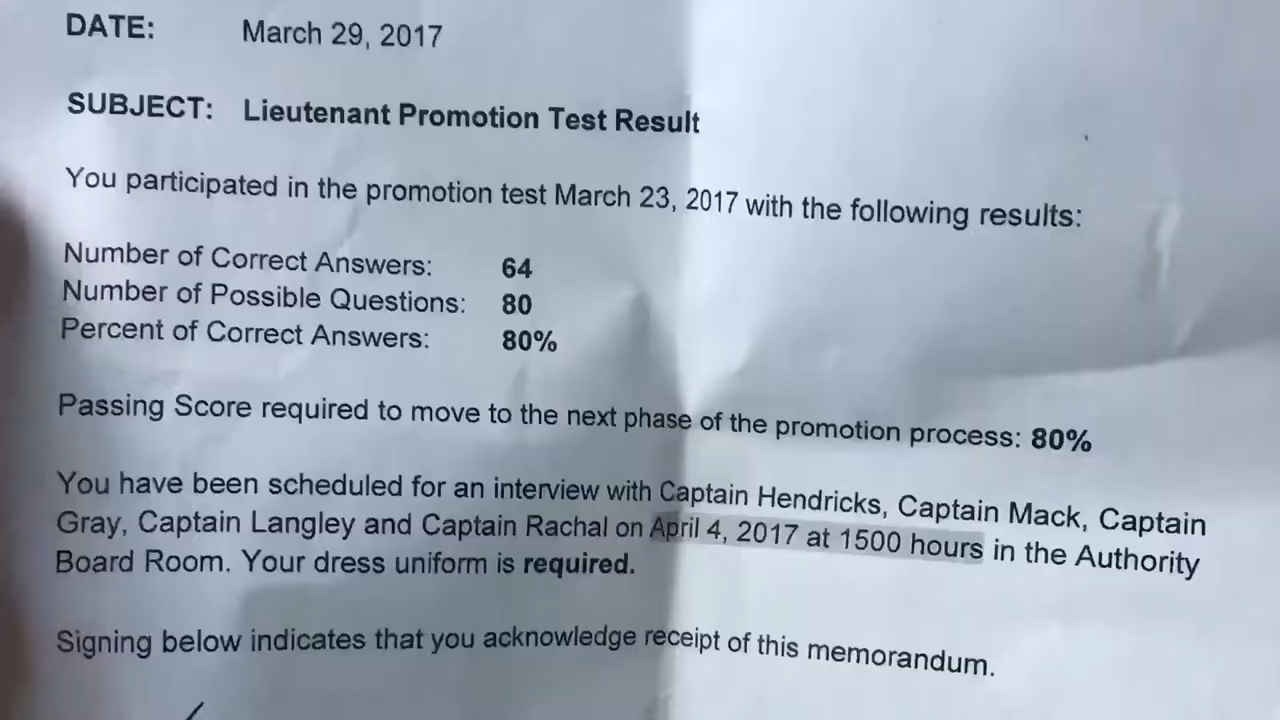 DATE: March 29, 2017
SUBJECT: Lieutenant Promotion Test Result
You participated in the promotion test March 23, 2017 with the following results:
Number of Correct Answers: 64
Number of Possible Questions: 80
Percent of Correct Answers: 80%
Passing Score required to move to the next phase of the promotion process: 80%
You have been scheduled for an interview with Captain Hendricks, Captain Mack, Captain
Gray, Captain Langley and Captain Rachal on April 4, 2017 at 1500 hours in the Authority
Board Room. Your dress uniform is required.
Signing below indicates that you acknowledge receipt of this memorandum.